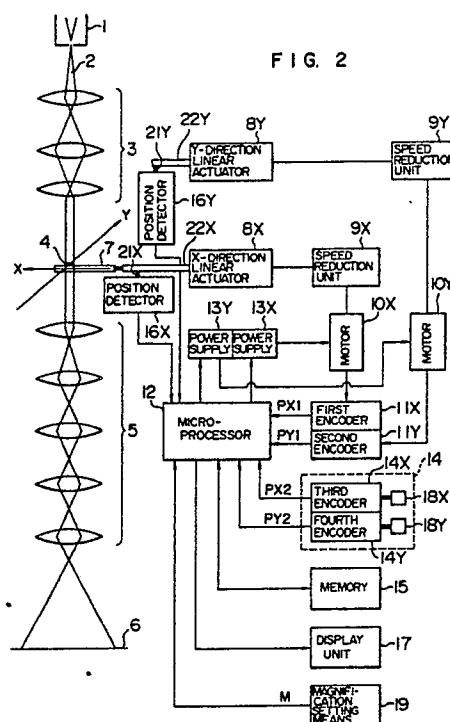 1
2
FIG. 2
3
21Y
22Y
8Y
Y-DIRECTION
LINEAR
ACTUATOR
9Y
SPEED
REDUCTION
UNIT
POSITION
DETECTOR
16Y
Y
4
7
21X
22X
8X
X
X-DIRECTION
LINEAR
ACTUATOR
9X
SPEED
REDUCTION
UNIT
POSITION
DETECTOR
16X
13Y
13X
POWER
SUPPLY
POWER
SUPPLY
10X
MOTOR
10Y
MOTOR
12
MICRO-
PROCESSOR
5
PX1
FIRST
ENCODER
11X
PY1
SECOND
ENCODER
11Y
14X
14
PX2
THIRD
ENCODER
18X
PY2
FOURTH
ENCODER
18Y
14Y
MEMORY
15
DISPLAY
UNIT
17
6
M
MAGNIFI-
CATION
SETTING
MEANS
19